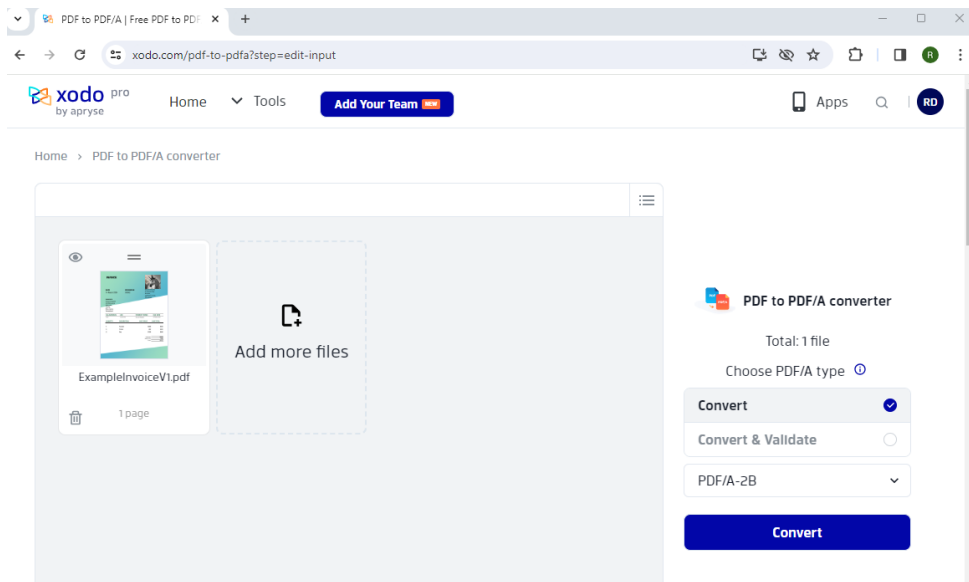 PDF to PDF/A | Free PDF to PDF
xodo.com/pdf-to-pdfa?step=edit-input
R
xodo pro
by apryse
Home
Tools
Add Your Team NEW
Apps
RD
Home > PDF to PDF/A converter
Add more files
ExampleInvoiceV1.pdf
1 page
PDF to PDF/A converter
Total: 1 file
Choose PDF/A type
Convert
Convert & Validate
PDF/A-2B
Convert